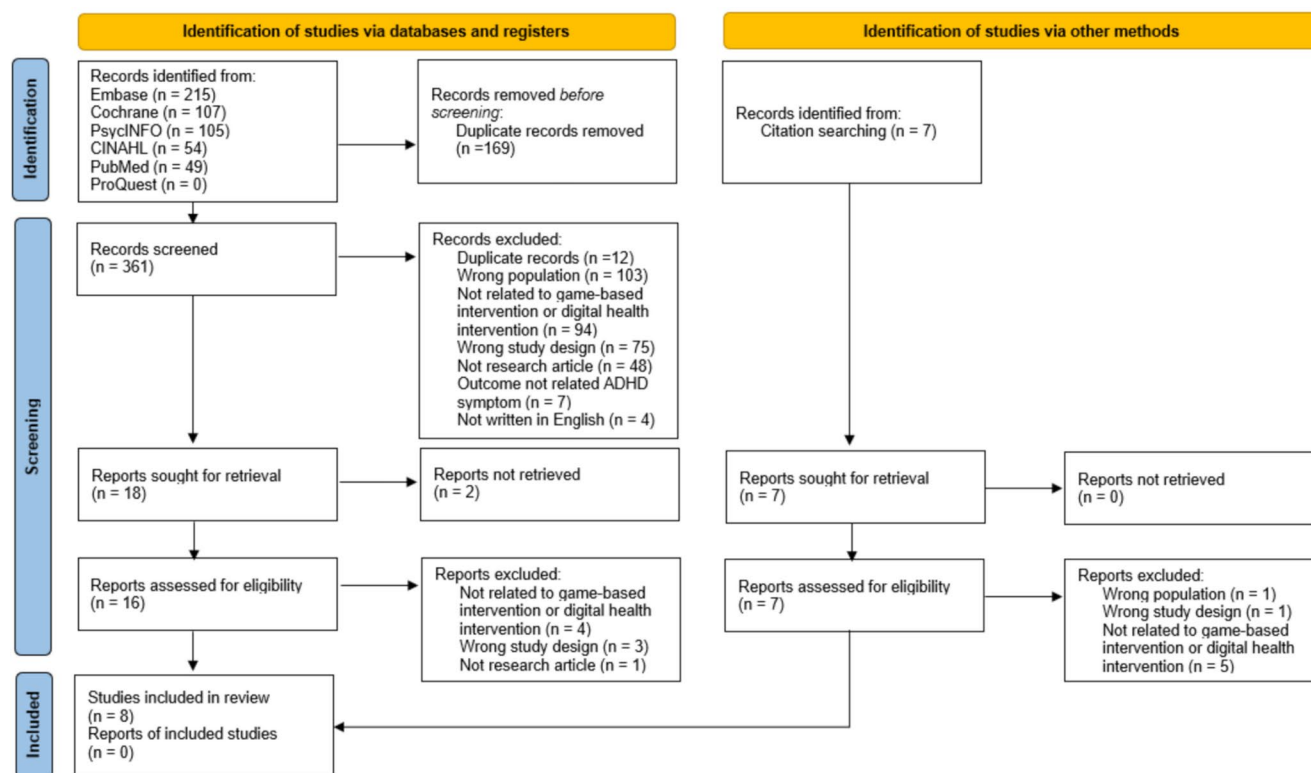 Identification of studies via databases and registers
Identification of studies via other methods
Identification
Records identified from:
Embase (n = 215)
Cochrane (n = 107)
PsycINFO (n = 105)
CINAHL (n = 54)
PubMed (n = 49)
ProQuest (n = 0)
Records removed before
screening:
Duplicate records removed
(n =169)
Records identified from:
Citation searching (n = 7)
Screening
Records screened
(n = 361)
Records excluded:
Duplicate records (n =12)
Wrong population (n = 103)
Not related to game-based
intervention or digital health
intervention (n = 94)
Wrong study design (n = 75)
Not research article (n = 48)
Outcome not related ADHD
symptom (n = 7)
Not written in English (n = 4)
Reports sought for retrieval
(n = 18)
Reports not retrieved
(n = 2)
Reports sought for retrieval
(n = 7)
Reports not retrieved
(n = 0)
Reports assessed for eligibility
(n = 16)
Reports excluded:
Not related to game-based
intervention or digital health
intervention (n = 4)
Wrong study design (n = 3)
Not research article (n = 1)
Reports assessed for eligibility
(n = 7)
Reports excluded:
Wrong population (n = 1)
Wrong study design (n = 1)
Not related to game-based
intervention or digital health
intervention (n = 5)
Included
Studies included in review
(n = 8)
Reports of included studies
(n = 0)